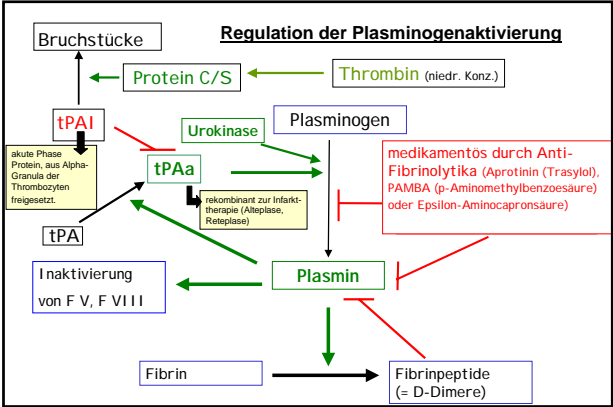 Regulation der Plasminogenaktivierung
Bruchstücke
Protein C/S
Thrombin (niedr. Konz.)
tPAI
Urokinase
Plasminogen
akute Phase
Protein, aus Alpha-
Granula der
Thrombozyten
freigesetzt.
tPAa
medikamentös durch Anti-
Fibrinolytika (Aprotinin (Trasylol),
PAMBA (p-Aminomethylbenzoesäure)
oder Epsilon-Aminocapronsäure)
rekombinant zur Infarkt-
therapie (Alteplase,
Reteplase)
tPA
Inaktivierung
von F V, F VIII
Plasmin
Fibrin
Fibrinpeptide
(= D-Dimere)